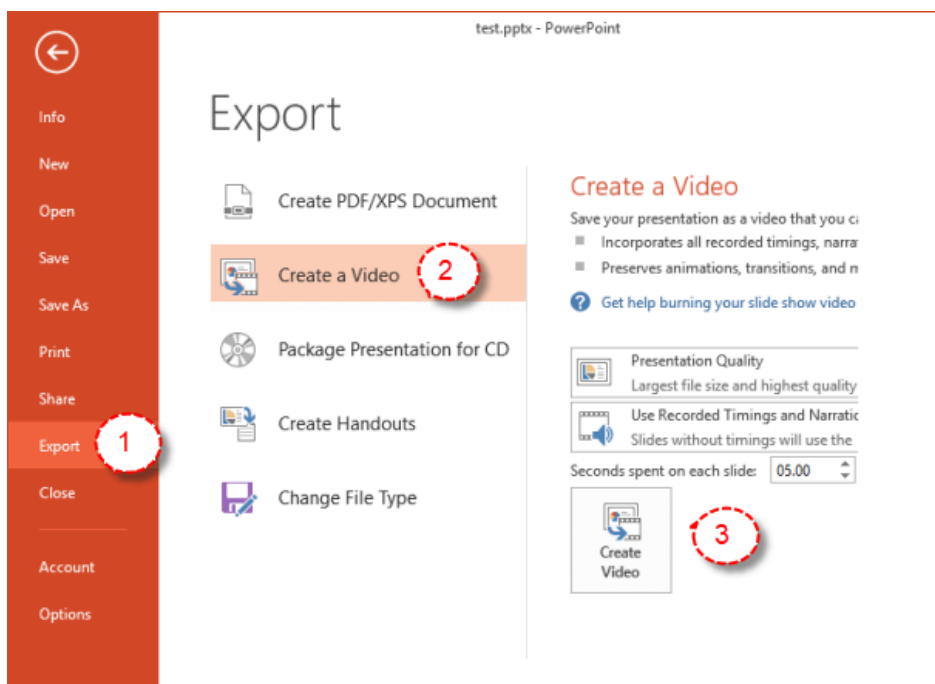 test.pptx - PowerPoint
Info
New
Open
Save
Save As
Print
Share
Export
1
Close
Account
Options
Export
Create PDF/XPS Document
Create a Video
2
Package Presentation for CD
Create Handouts
Change File Type
Create a Video
Save your presentation as a video that you
Incorporates all recorded timings,
Preserves animations, transitions, and
? Get help burning your slide show video
Presentation Quality
Largest file size and highest quality
Use Recorded Timings and
Slides without timings will use the
Seconds spent on each slide: 05.00
Create
Video
3